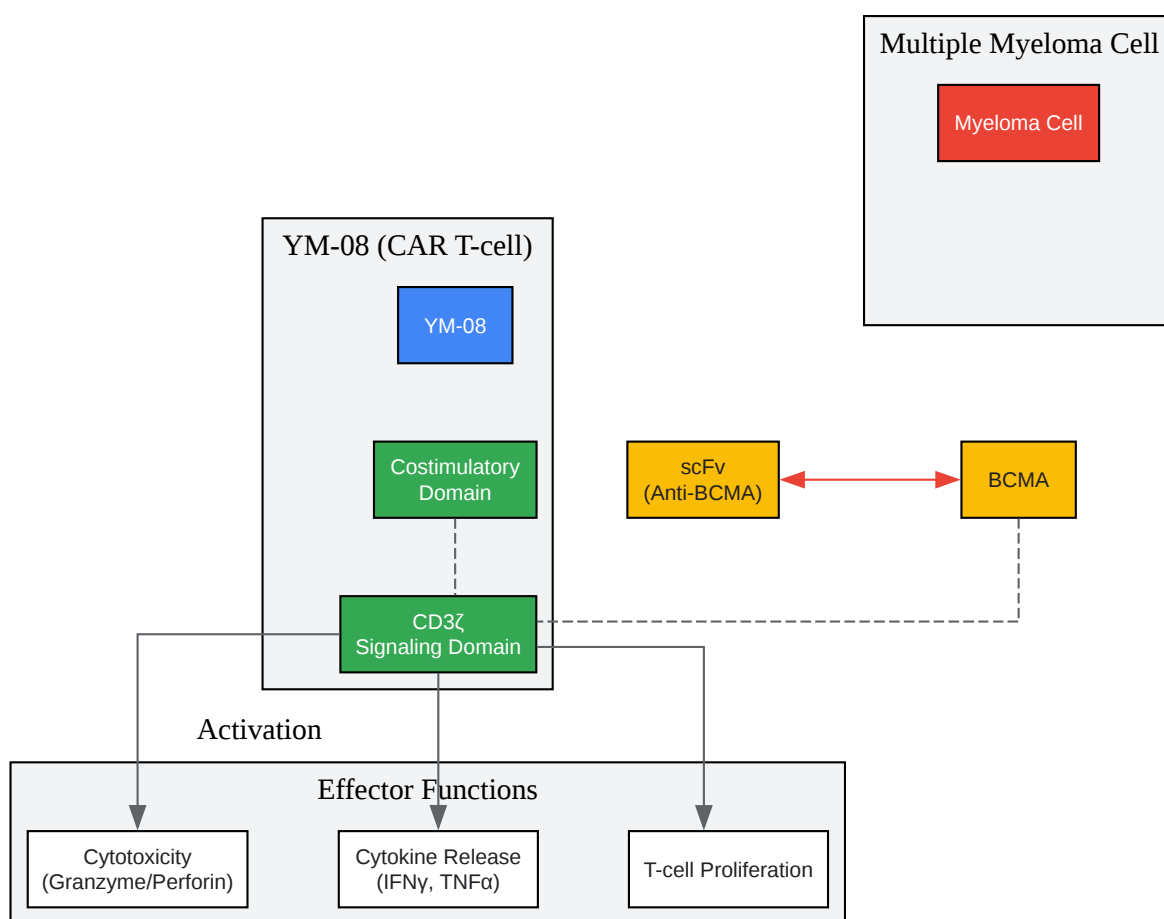 Multiple Myeloma Cell
Myeloma Cell
YM-08 (CAR T-cell)
YM-08
Costimulatory
Domain
scFv
(Anti-BCMA)
BCMA
CD3ζ
Signaling Domain
Activation
Effector Functions
Cytotoxicity
(Granzyme/Perforin)
Cytokine Release
(IFNγ, TNFα)
T-cell Proliferation